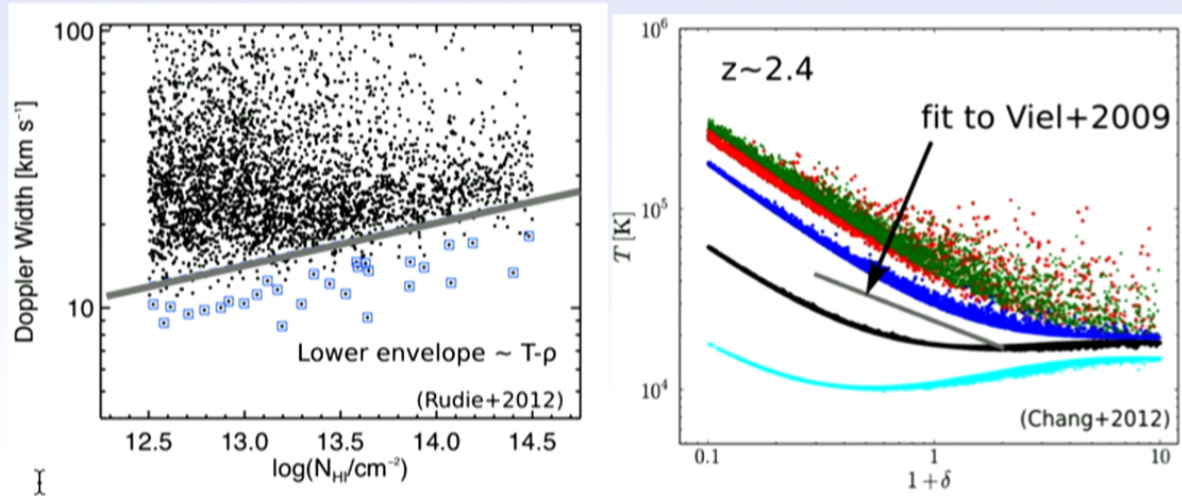 100
10
Doppler Width [km s⁻¹]
Lower envelope ~ T-ρ
(Rudie+2012)
12.5 13.0 13.5 14.0 14.5
log(N_HI/cm⁻²)
10⁶
10⁵
10⁴
T [K]
z~2.4
fit to Viel+2009
(Chang+2012)
0.1 1 10
1+δ